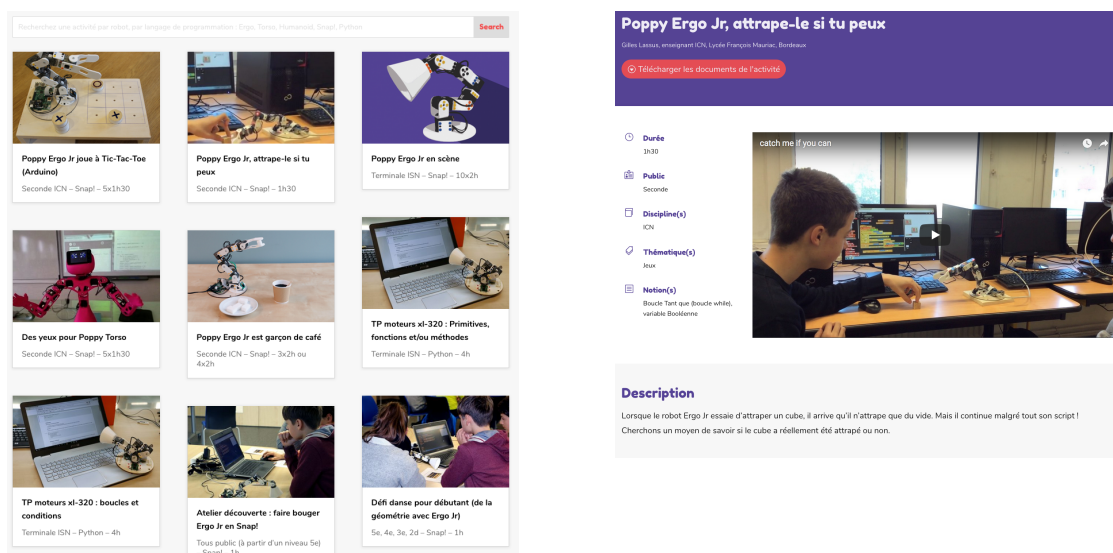 Recherchez une activité par robot, par langage de programmation : Ergo, Torso, Humanoid, Snap!, Python
Search
Poppy Ergo Jr joue à Tic-Tac-Toe
(Arduino)
Seconde ICN – Snap! – 5x1h30
Poppy Ergo Jr, attrape-le si tu
peux
Seconde ICN – Snap! – 1h30
Poppy Ergo Jr en scène
Terminale ISN – Snap! – 10x2h
Des yeux pour Poppy Torso
Seconde ICN – Snap! – 5x1h30
Poppy Ergo Jr est garçon de café
Seconde ICN – Snap! – 3x2h ou
4x2h
TP moteurs xl-320 : Primitives,
fonctions et/ou méthodes
Terminale ISN – Python – 4h
TP moteurs xl-320 : boucles et
conditions
Terminale ISN – Python – 4h
Atelier découverte : faire bouger
Ergo Jr en Snap!
Tous public (à partir d'un niveau 5e)
– Snap! – 1h
Défi danse pour débutant (de la
géométrie avec Ergo Jr)
5e, 4e, 3e, 2d – Snap! – 1h
Poppy Ergo Jr, attrape-le si tu peux
Gilles Lassus, enseignant ICN, Lycée François Mauriac, Bordeaux
Télécharger les documents de l'activité
Durée
1h30
Public
Seconde
Discipline(s)
ICN
Thématique(s)
Jeux
Notion(s)
Boucle Tant que (boucle while),
variable Booléenne
catch me if you can
Description
Lorsque le robot Ergo Jr essaie d'attraper un cube, il arrive qu'il n'attrape que du vide. Mais il continue malgré tout son script !
Cherchons un moyen de savoir si le cube a réellement été attrapé ou non.